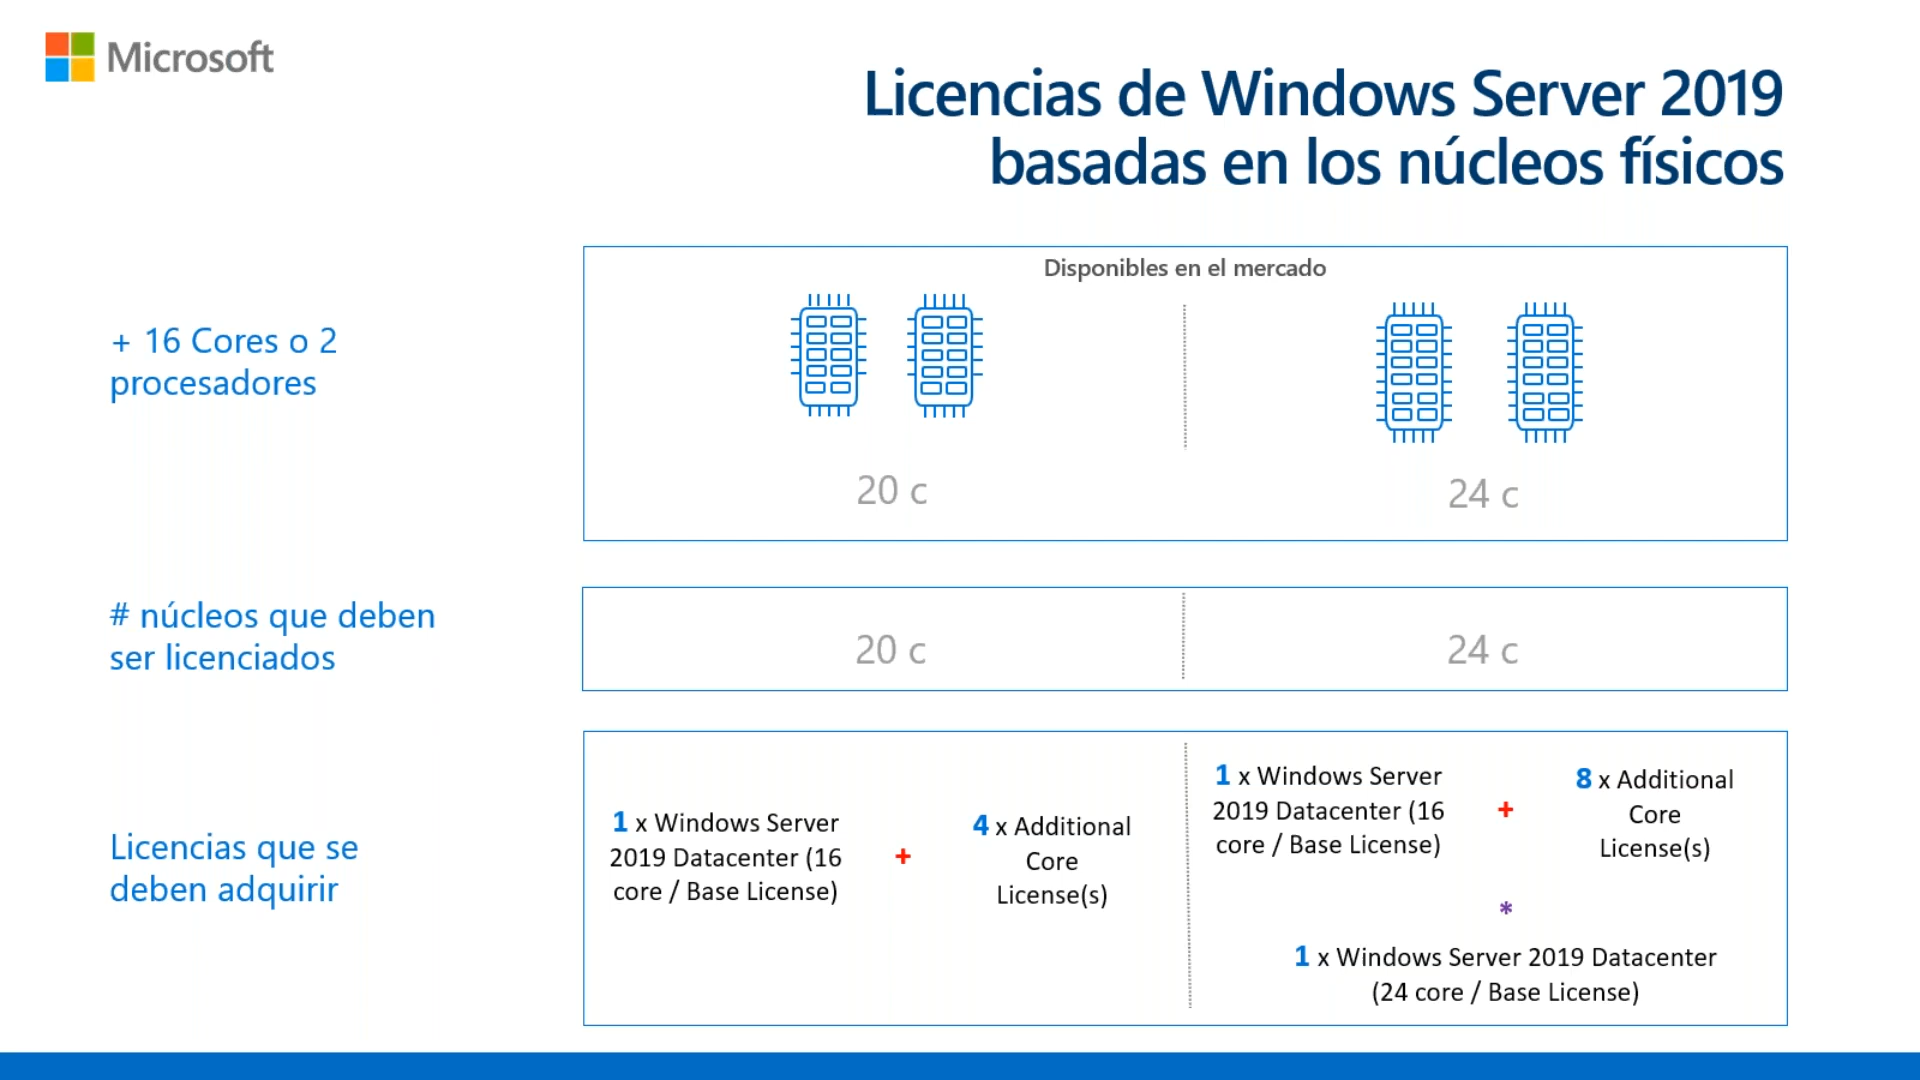 Microsoft
Licencias de Windows Server 2019
basadas en los núcleos físicos
Disponibles en el mercado
+ 16 Cores o 2
procesadores
20 c
24 c
# núcleos que deben
ser licenciados
20 c
24 c
Licencias que se
deben adquirir
1 x Windows Server
2019 Datacenter (16
core / Base License)
+
4 x Additional
Core
License(s)
1 x Windows Server
2019 Datacenter (16
core / Base License)
+
8 x Additional
Core
License(s)
*
1 x Windows Server 2019 Datacenter
(24 core / Base License)